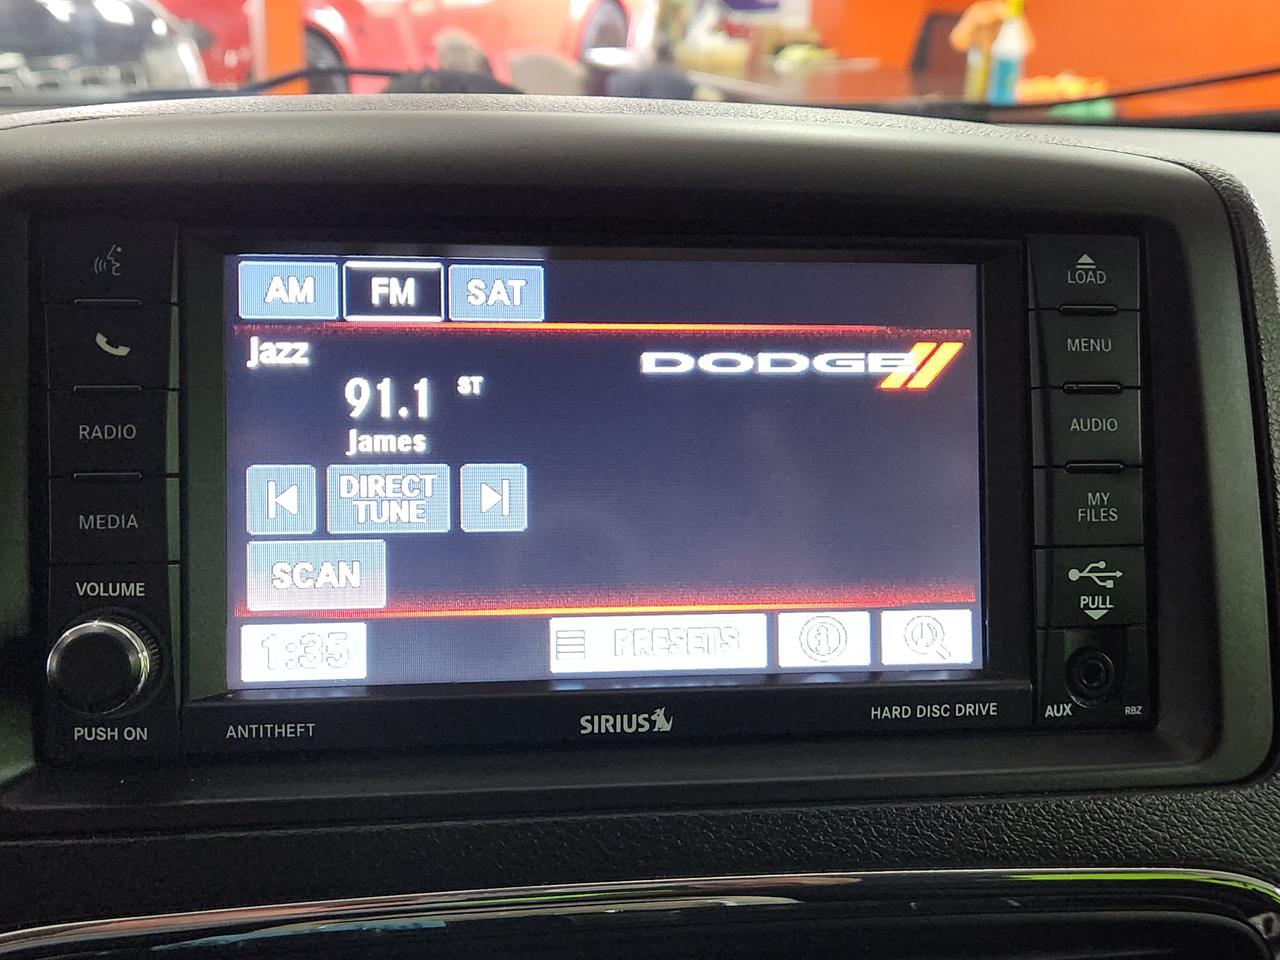 AM FM SAT
Jazz
DODGE
91.1 ST
James
DIRECT
TUNE
SCAN
1:35
PRESETS
RADIO
MEDIA
VOLUME
PUSH ON
LOAD
MENU
AUDIO
MY
FILES
PULL
AUX
RBZ
ANTITHEFT
SIRIUS
HARD DISC DRIVE